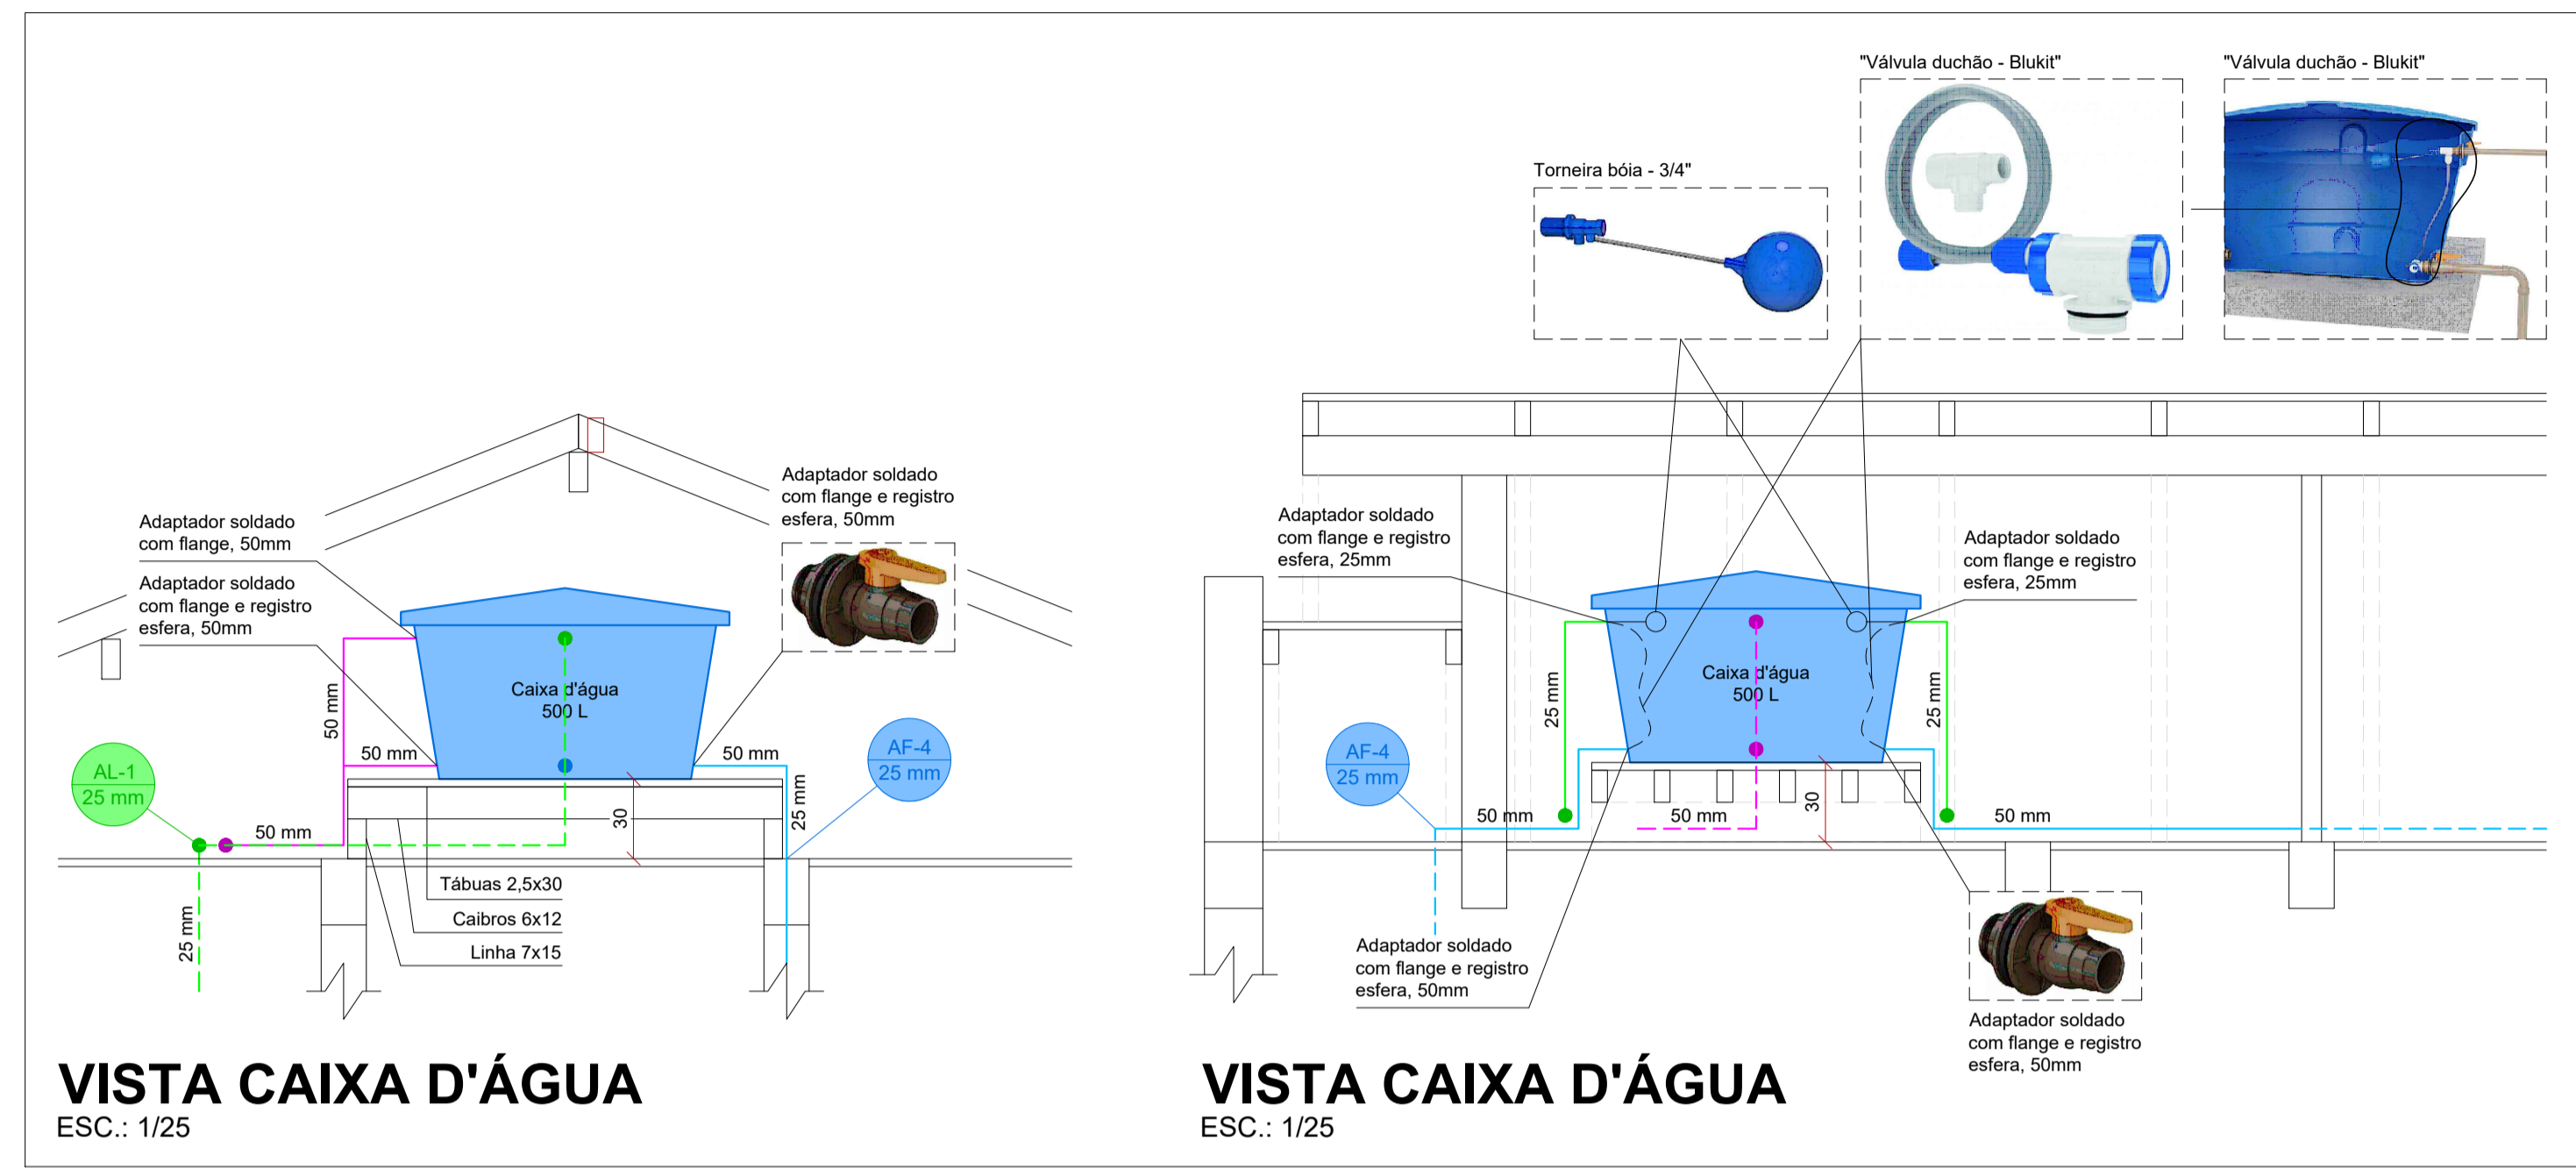 "Válvula duchão - Blukit"
"Válvula duchão - Blukit"
Torneira bóia - 3/4"
Adaptador soldado
com flange e registro
esfera, 50mm
Adaptador soldado
com flange, 50mm
Adaptador soldado
com flange e registro
esfera, 50mm
Caixa d'água
500 L
50 mm
50 mm
50 mm
AF-4
25 mm
AL-1
25 mm
50 mm
25 mm
30
25 mm
Tábuas 2,5x30
Caibros 6x12
Linha 7x15
VISTA CAIXA D'ÁGUA
ESC.: 1/25
Adaptador soldado
com flange e registro
esfera, 25mm
Adaptador soldado
com flange e registro
esfera, 25mm
Caixa d'água
500 L
25 mm
25 mm
AF-4
25 mm
50 mm
50 mm
30
50 mm
Adaptador soldado
com flange e registro
esfera, 50mm
Adaptador soldado
com flange e registro
esfera, 50mm
VISTA CAIXA D'ÁGUA
ESC.: 1/25